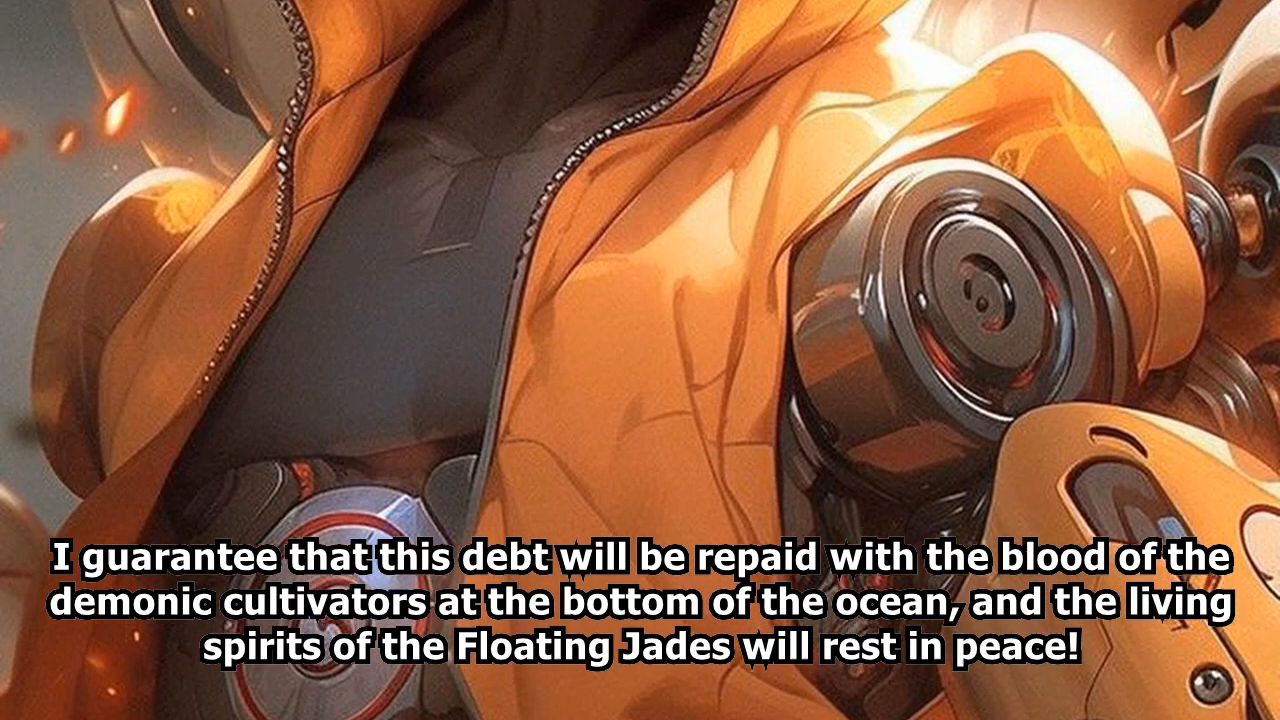 I guarantee that this debt will be repaid with the blood of the
demonic cultivators at the bottom of the ocean, and the living
spirits of the Floating Jades will rest in peace!